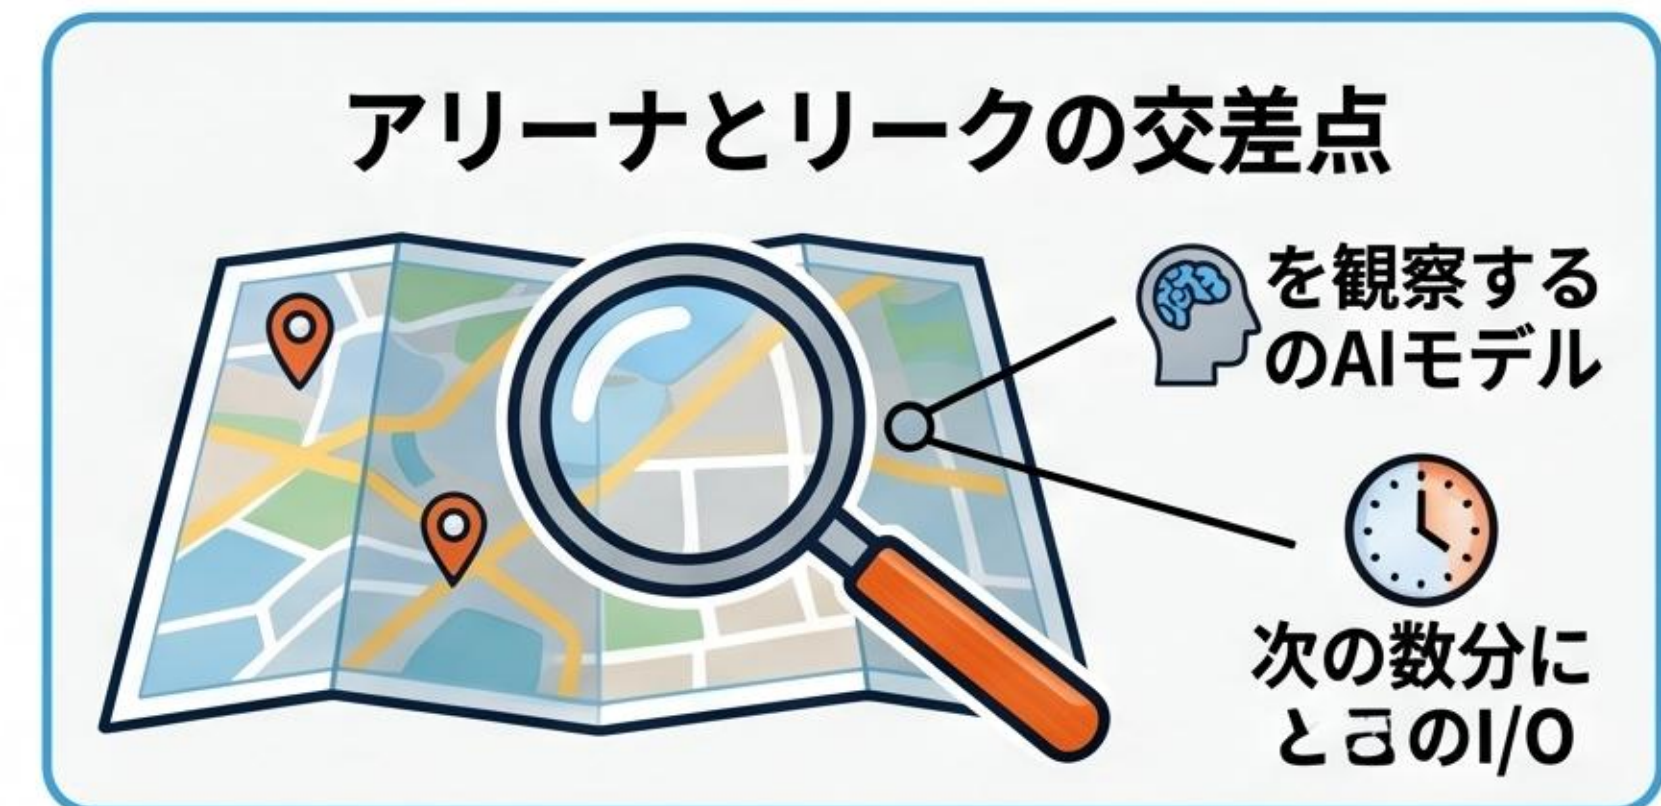 アリーナとリークの交差点
を観察する
のAIモデル
次の数分に
のI/O